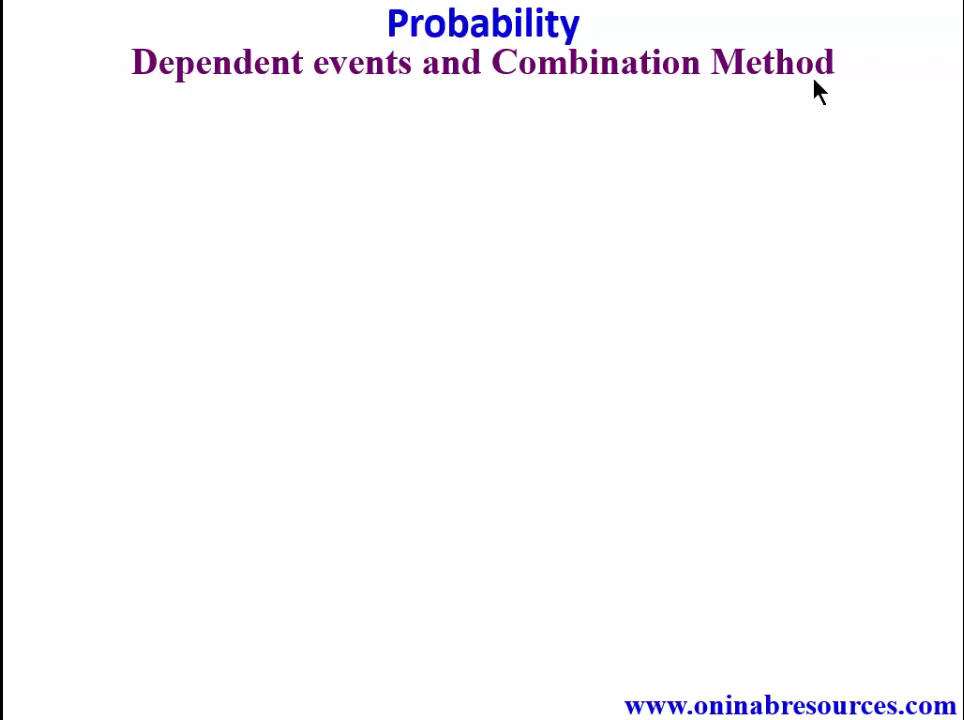 Probability
Dependent events and Combination Method
www.oninabresources.com